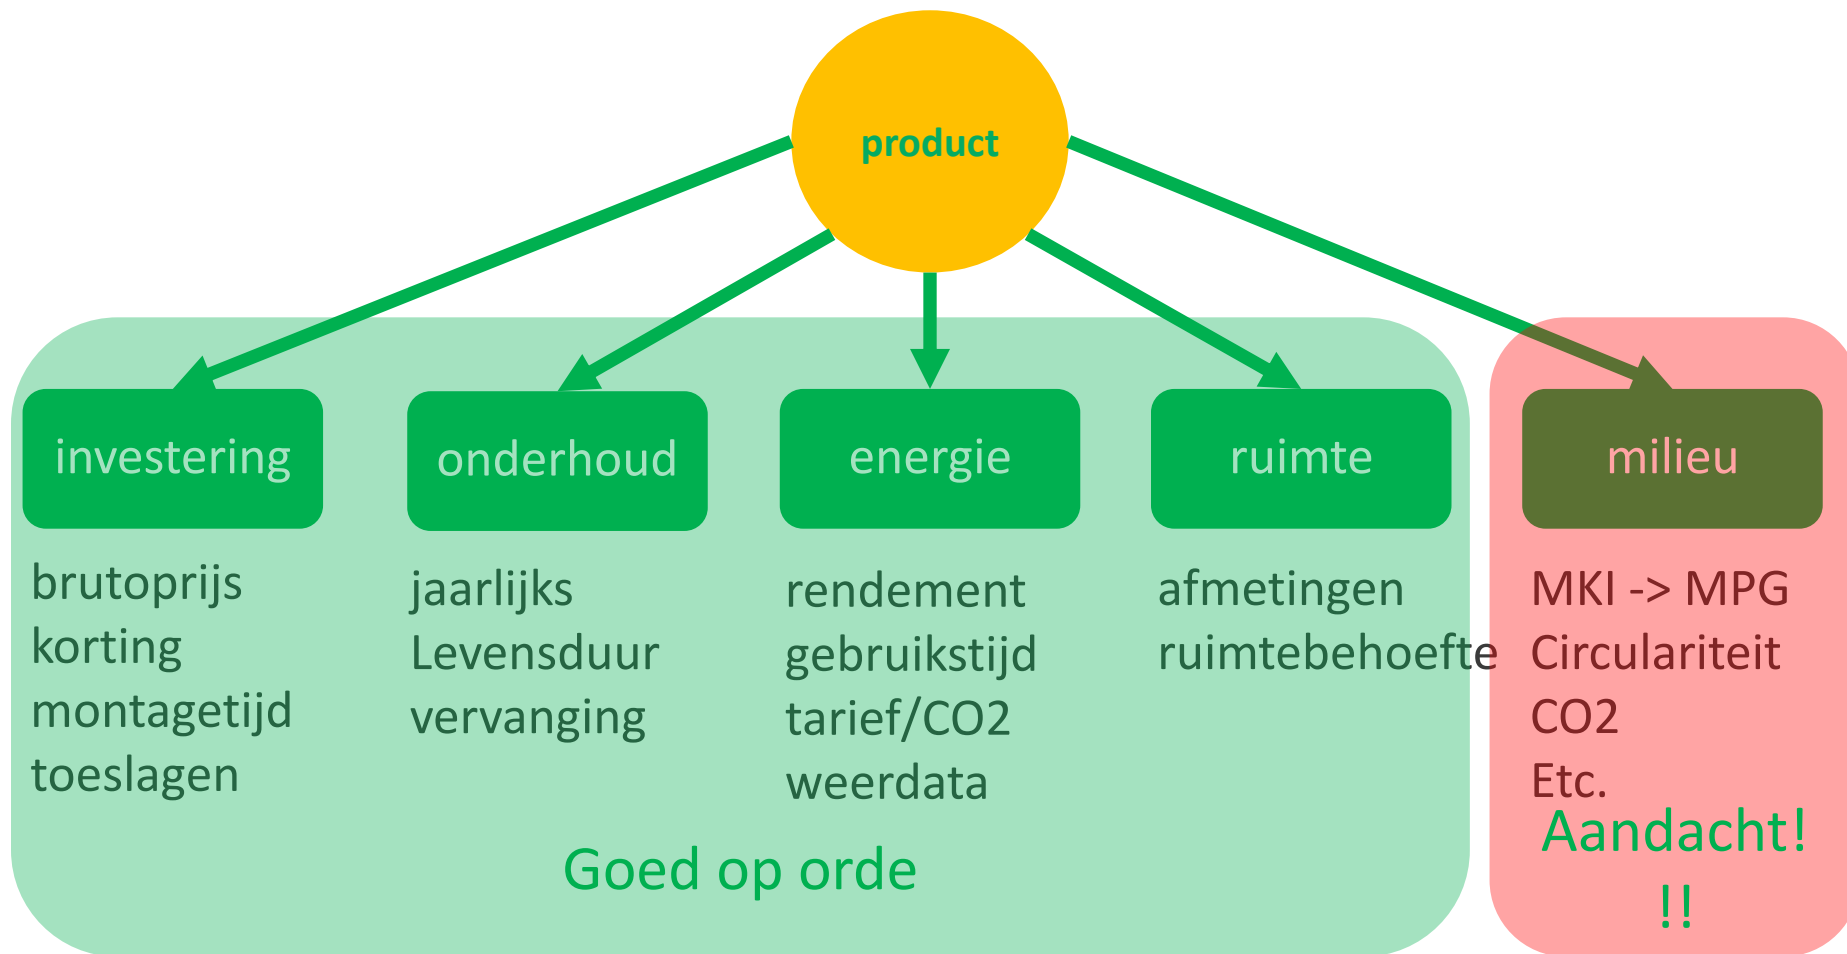 product
investering
brutoprijs
korting
montagetijd
toeslagen
onderhoud
jaarlijks
Levensduur
vervanging
energie
rendement
gebruikstijd
tarief/CO2
weerdata
ruimte
afmetingen
ruimtebehoefte
Goed op orde
milieu
MKI -> MPG
Circulariteit
CO2
Etc.
Aandacht!
!!